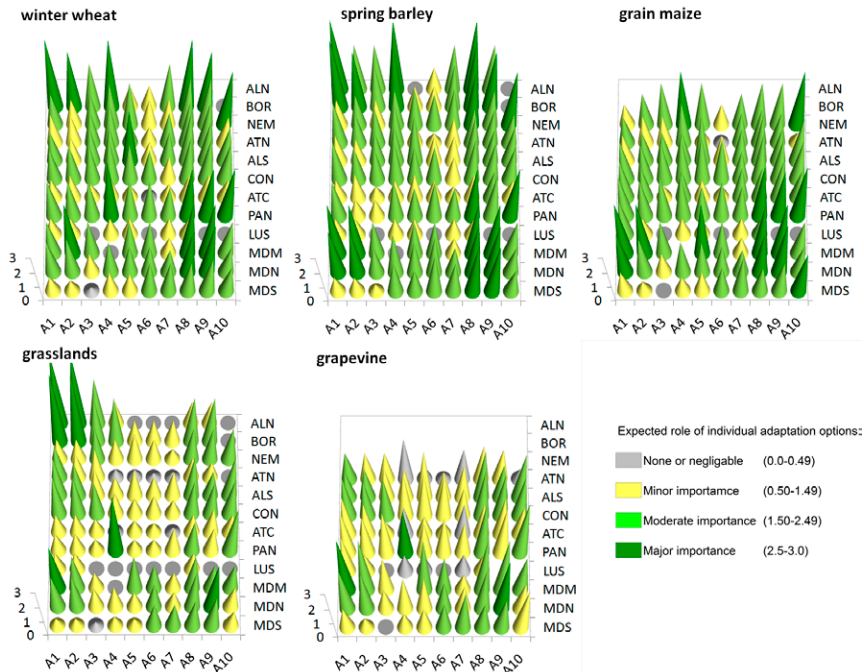 winter wheat
spring barley
grain maize
ALN
BOR
NEM
ATN
ALS
CON
ATC
PAN
LUS
MDM
MDN
MDS
3
2
1
0
A1 A2 A3 A4 A5 A6 A7 A8 A9 A10
ALN
BOR
NEM
ATN
ALS
CON
ATC
PAN
LUS
MDM
MDN
MDS
3
2
1
0
A1 A2 A3 A4 A5 A6 A7 A8 A9 A10
ALN
BOR
NEM
ATN
ALS
CON
ATC
PAN
LUS
MDM
MDN
MDS
3
2
1
0
A1 A2 A3 A4 A5 A6 A7 A8 A9 A10
grasslands
grapevine
ALN
BOR
NEM
ATN
ALS
CON
ATC
PAN
LUS
MDM
MDN
MDS
3
2
1
0
A1 A2 A3 A4 A5 A6 A7 A8 A9 A10
ALN
BOR
NEM
ATN
ALS
CON
ATC
PAN
LUS
MDM
MDN
MDS
3
2
1
0
A1 A2 A3 A4 A5 A6 A7 A8 A9 A10
Expected role of individual adaptation options:
None or negligable (0.0-0.49)
Minor importamce (0.50-1.49)
Moderate importance (1.50-2.49)
Major importance (2.5-3.0)